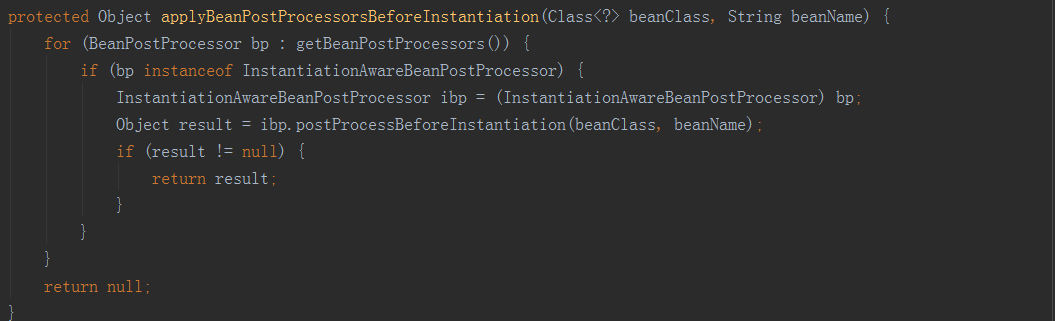 protected Object applyBeanPostProcessorsBeforeInstantiation(Class<?> beanClass, String beanName) {
    for (BeanPostProcessor bp : getBeanPostProcessors()) {
        if (bp instanceof InstantiationAwareBeanPostProcessor) {
            InstantiationAwareBeanPostProcessor ibp = (InstantiationAwareBeanPostProcessor) bp;
            Object result = ibp.postProcessBeforeInstantiation(beanClass, beanName);
            if (result != null) {
                return result;
            }
        }
    }
    return null;
}